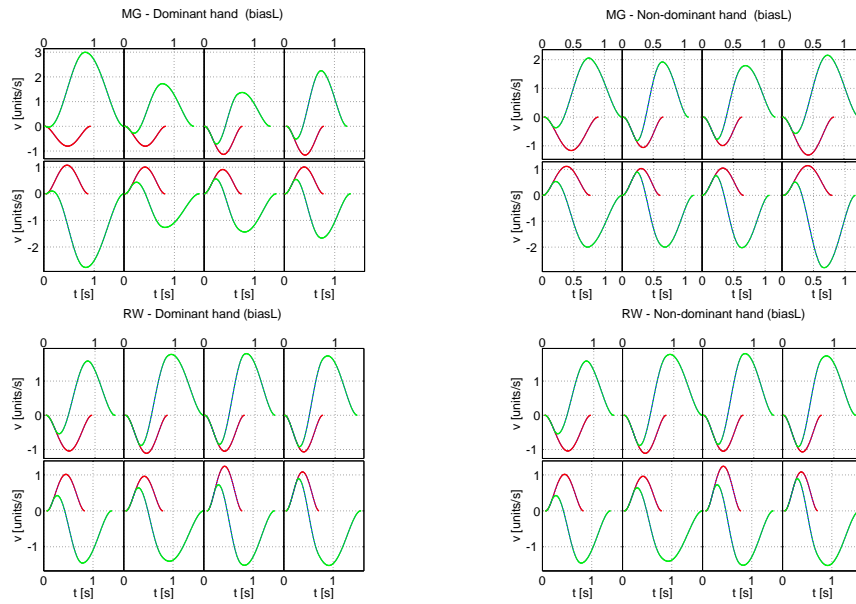 MG - Dominant hand (biasL)
0 1 0 1 0 1 0 1
3
2
1
0
-1
v [units/s]
1
0
-1
-2
v [units/s]
0 1 0 1 0 1 0 1
t [s] t [s] t [s] t [s]
MG - Non-dominant hand (biasL)
0 0.5 1 0 0.5 1 0 0.5 1 0 0.5 1
2
1
0
-1
v [units/s]
1
0
-1
-2
v [units/s]
0 0.5 1 0 0.5 1 0 0.5 1 0 0.5 1
t [s] t [s] t [s] t [s]
RW - Dominant hand (biasL)
0 1 0 1 0 1 0 1
1
0
-1
v [units/s]
1
0
-1
v [units/s]
0 1 0 1 0 1 0 1
t [s] t [s] t [s] t [s]
RW - Non-dominant hand (biasL)
0 1 0 1 0 1 0 1
1
0
-1
v [units/s]
1
0
-1
v [units/s]
0 1 0 1 0 1 0 1
t [s] t [s] t [s] t [s]